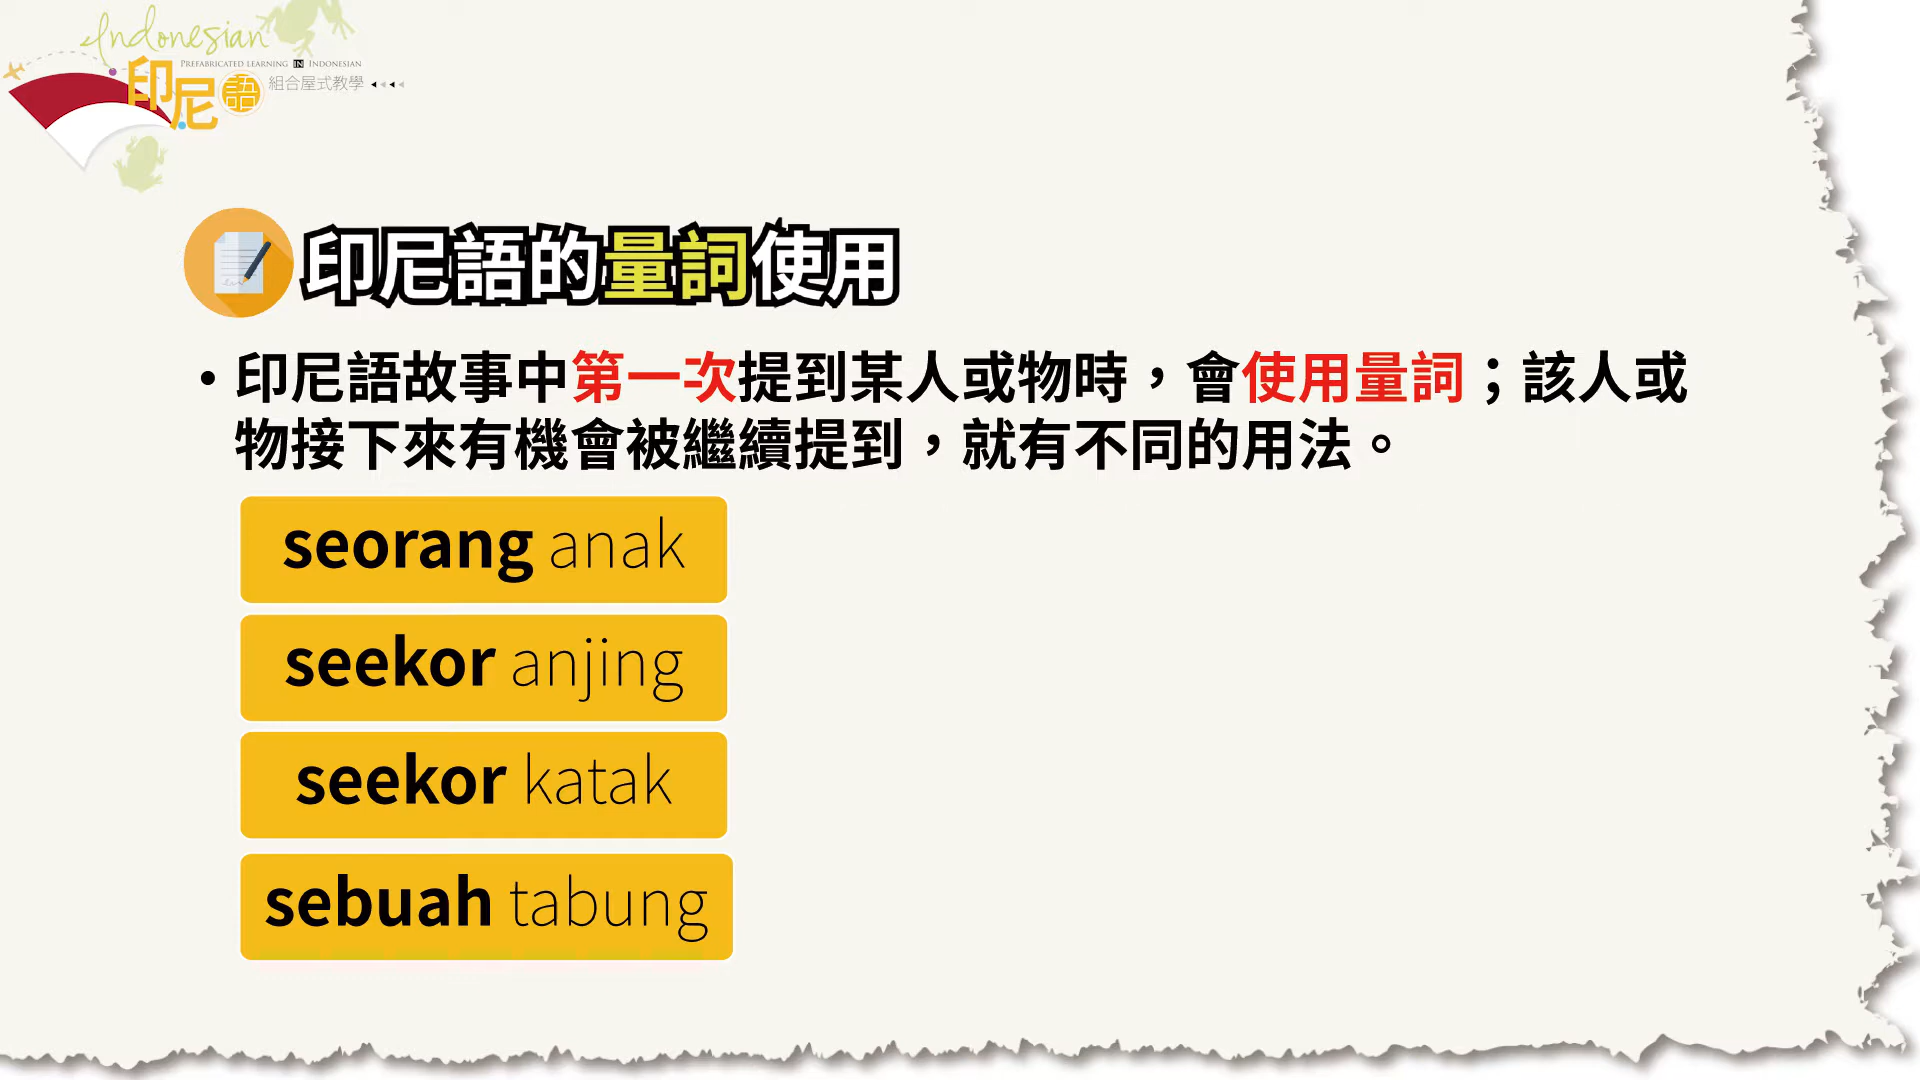 Indonesian
PREFABRICATED LEARNING IN INDONESIAN
印尼語 組合屋式教學
印尼語的量詞使用
• 印尼語故事中第一次提到某人或物時，會使用量詞；該人或
物接下來有機會被繼續提到，就有不同的用法。
seorang anak
seekor anjing
seekor katak
sebuah tabung